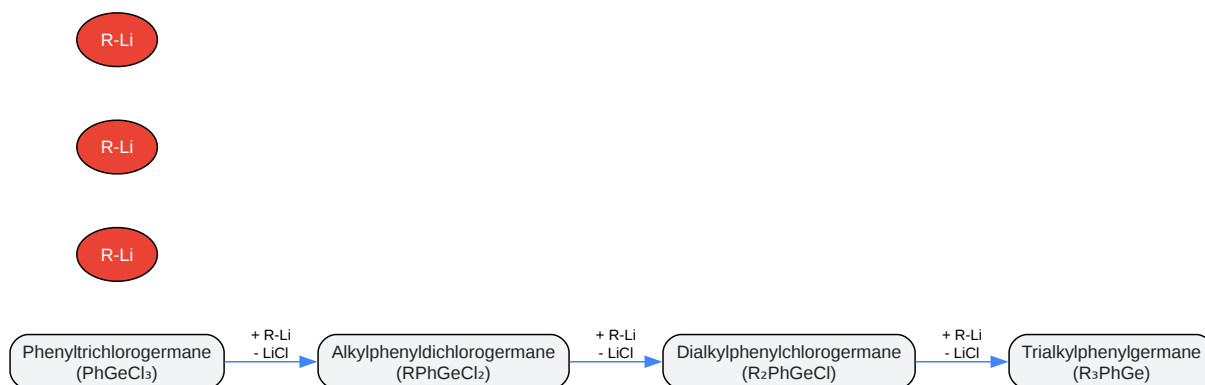 R-Li
R-Li
R-Li
Phenyltrichlorogermane
(PhGeCl₃)
+ R-Li
- LiCl
Alkylphenyldichlorogermane
(RPhGeCl₂)
+ R-Li
- LiCl
Dialkylphenylchlorogermane
(R₂PhGeCl)
+ R-Li
- LiCl
Trialkylphenylgermane
(R₃PhGe)